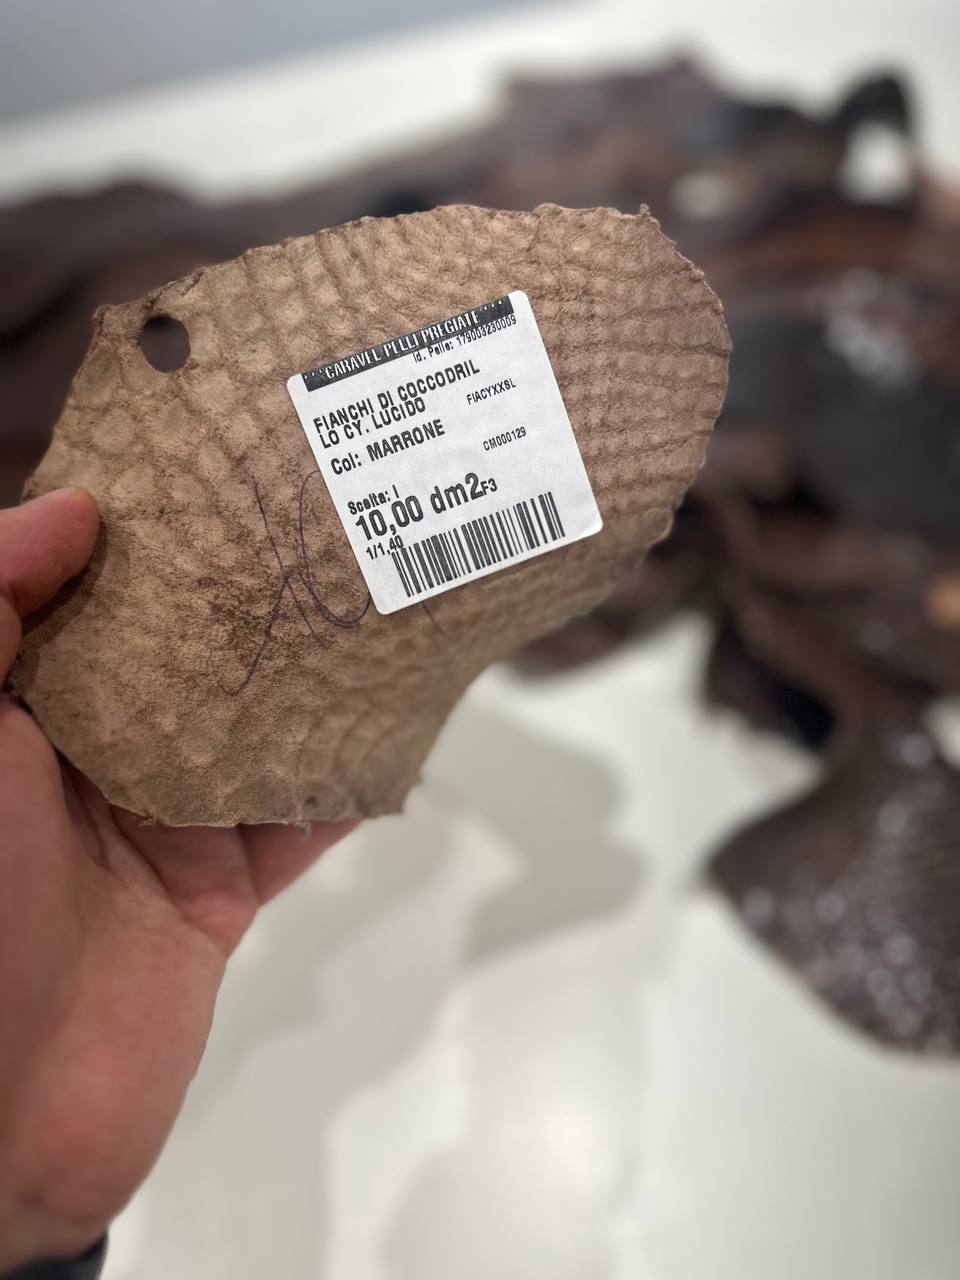 ***CARAVEL PELLI PREGIATE***
Id. Pelle: 179003230009
FIANCHI DI COCCODRIL
LO CY. LUCIDO
FIACYXXSL
Col: MARRONE
CM000129
Scelta: I
10,00 dm2 F3
1/1,40